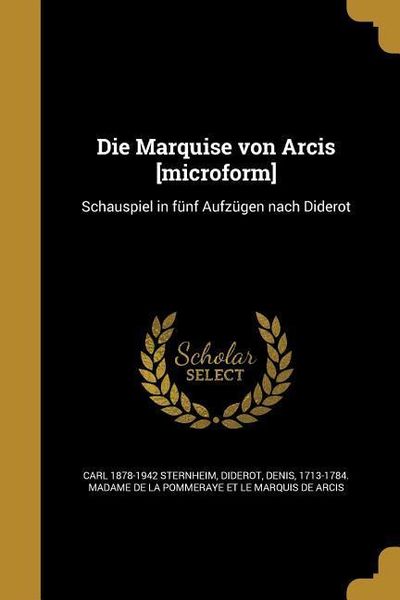 Die Marquise von Arcis
[microform]
Schauspiel in fünf Aufzügen nach Diderot
Scholar
SELECT
CARL 1878-1942 STERNHEIM, DIDEROT, DENIS, 1713-1784.
MADAME DE LA POMMERAYE ET LE MARQUIS DE ARCIS